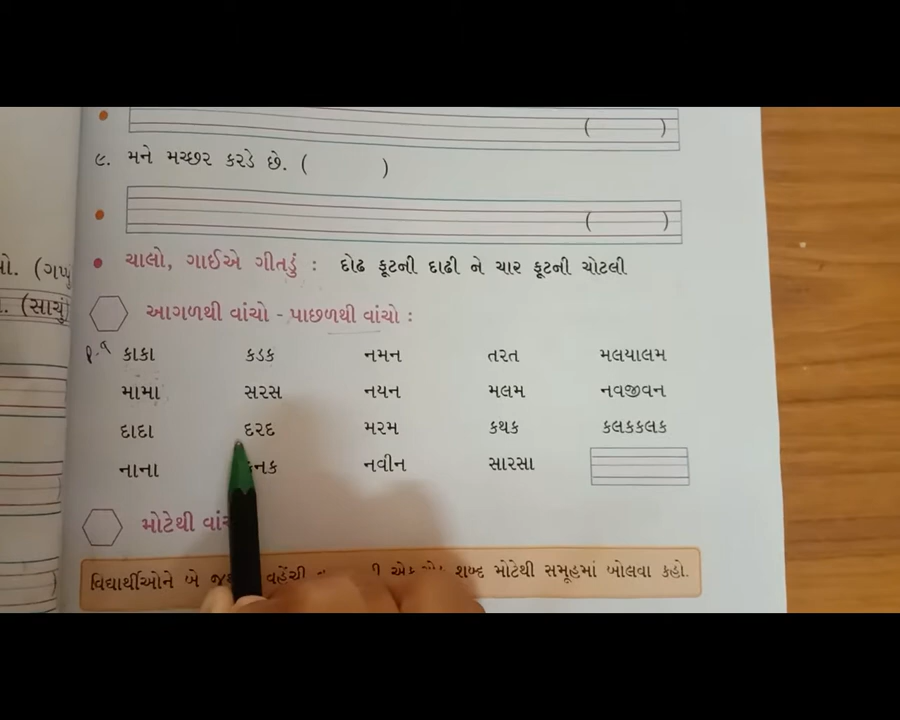 ( )
૯. મને મચ્છર કરડે છે. ( )
( )
ો. (ગપ્પુ
. (સાચું)
• ચાલો, ગાઈએ ગીતડું : દોઢ ફૂટની દાઢી ને ચાર ફૂટની ચોટલી
આગળથી વાંચો - પાછળથી વાંચો :
કાકા કડક નમન તરત મલયાલમ
મામા સરસ નયન મલમ નવજીવન
દાદા દરદ મરમ કથક કલકકલક
નાના નવીન સારસા
મોટેથી
વિદ્યાર્થીઓને બે વહેંચી શબ્દ મોટેથી સમૂહમાં બોલવા કહો.